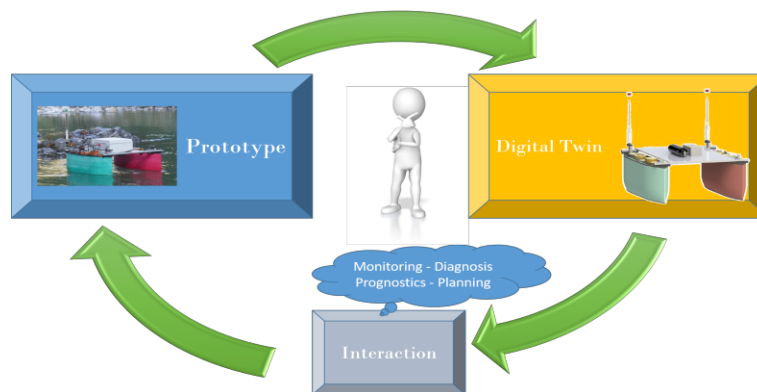 Prototype
Digital Twin
Monitoring - Diagnosis
Prognostics - Planning
Interaction